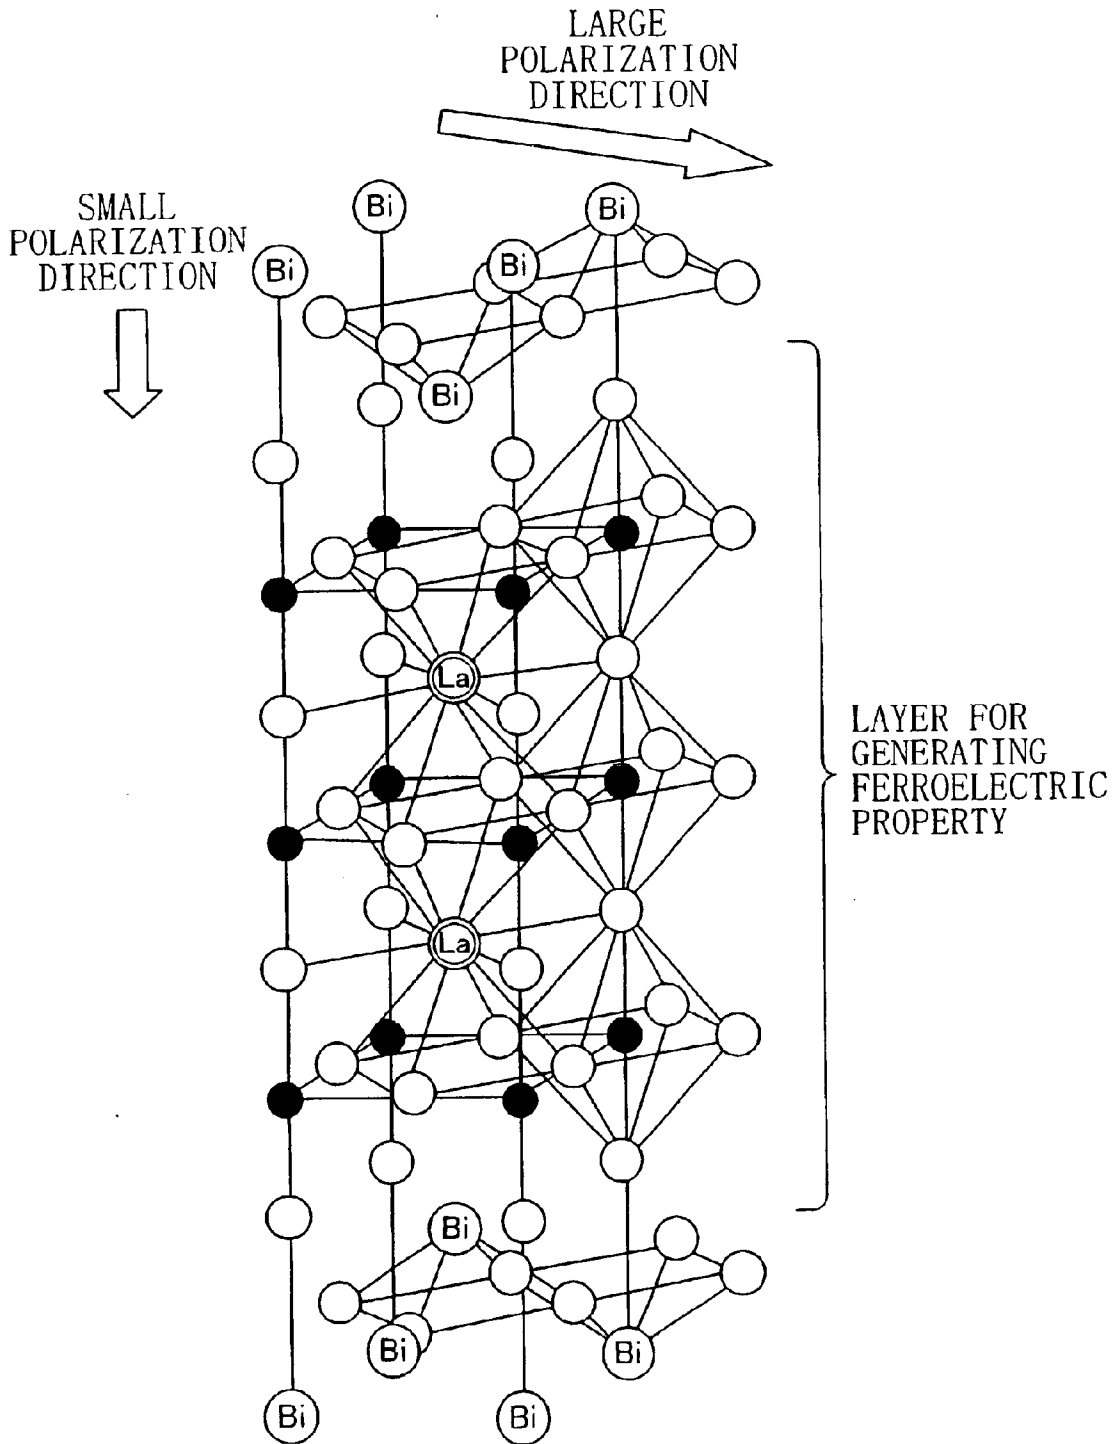 LARGE
POLARIZATION
DIRECTION
SMALL
POLARIZATION
DIRECTION
Bi
Bi
Bi
Bi
Bi
La
LAYER FOR
GENERATING
FERROELECTRIC
PROPERTY
La
Bi
Bi
Bi
Bi
Bi